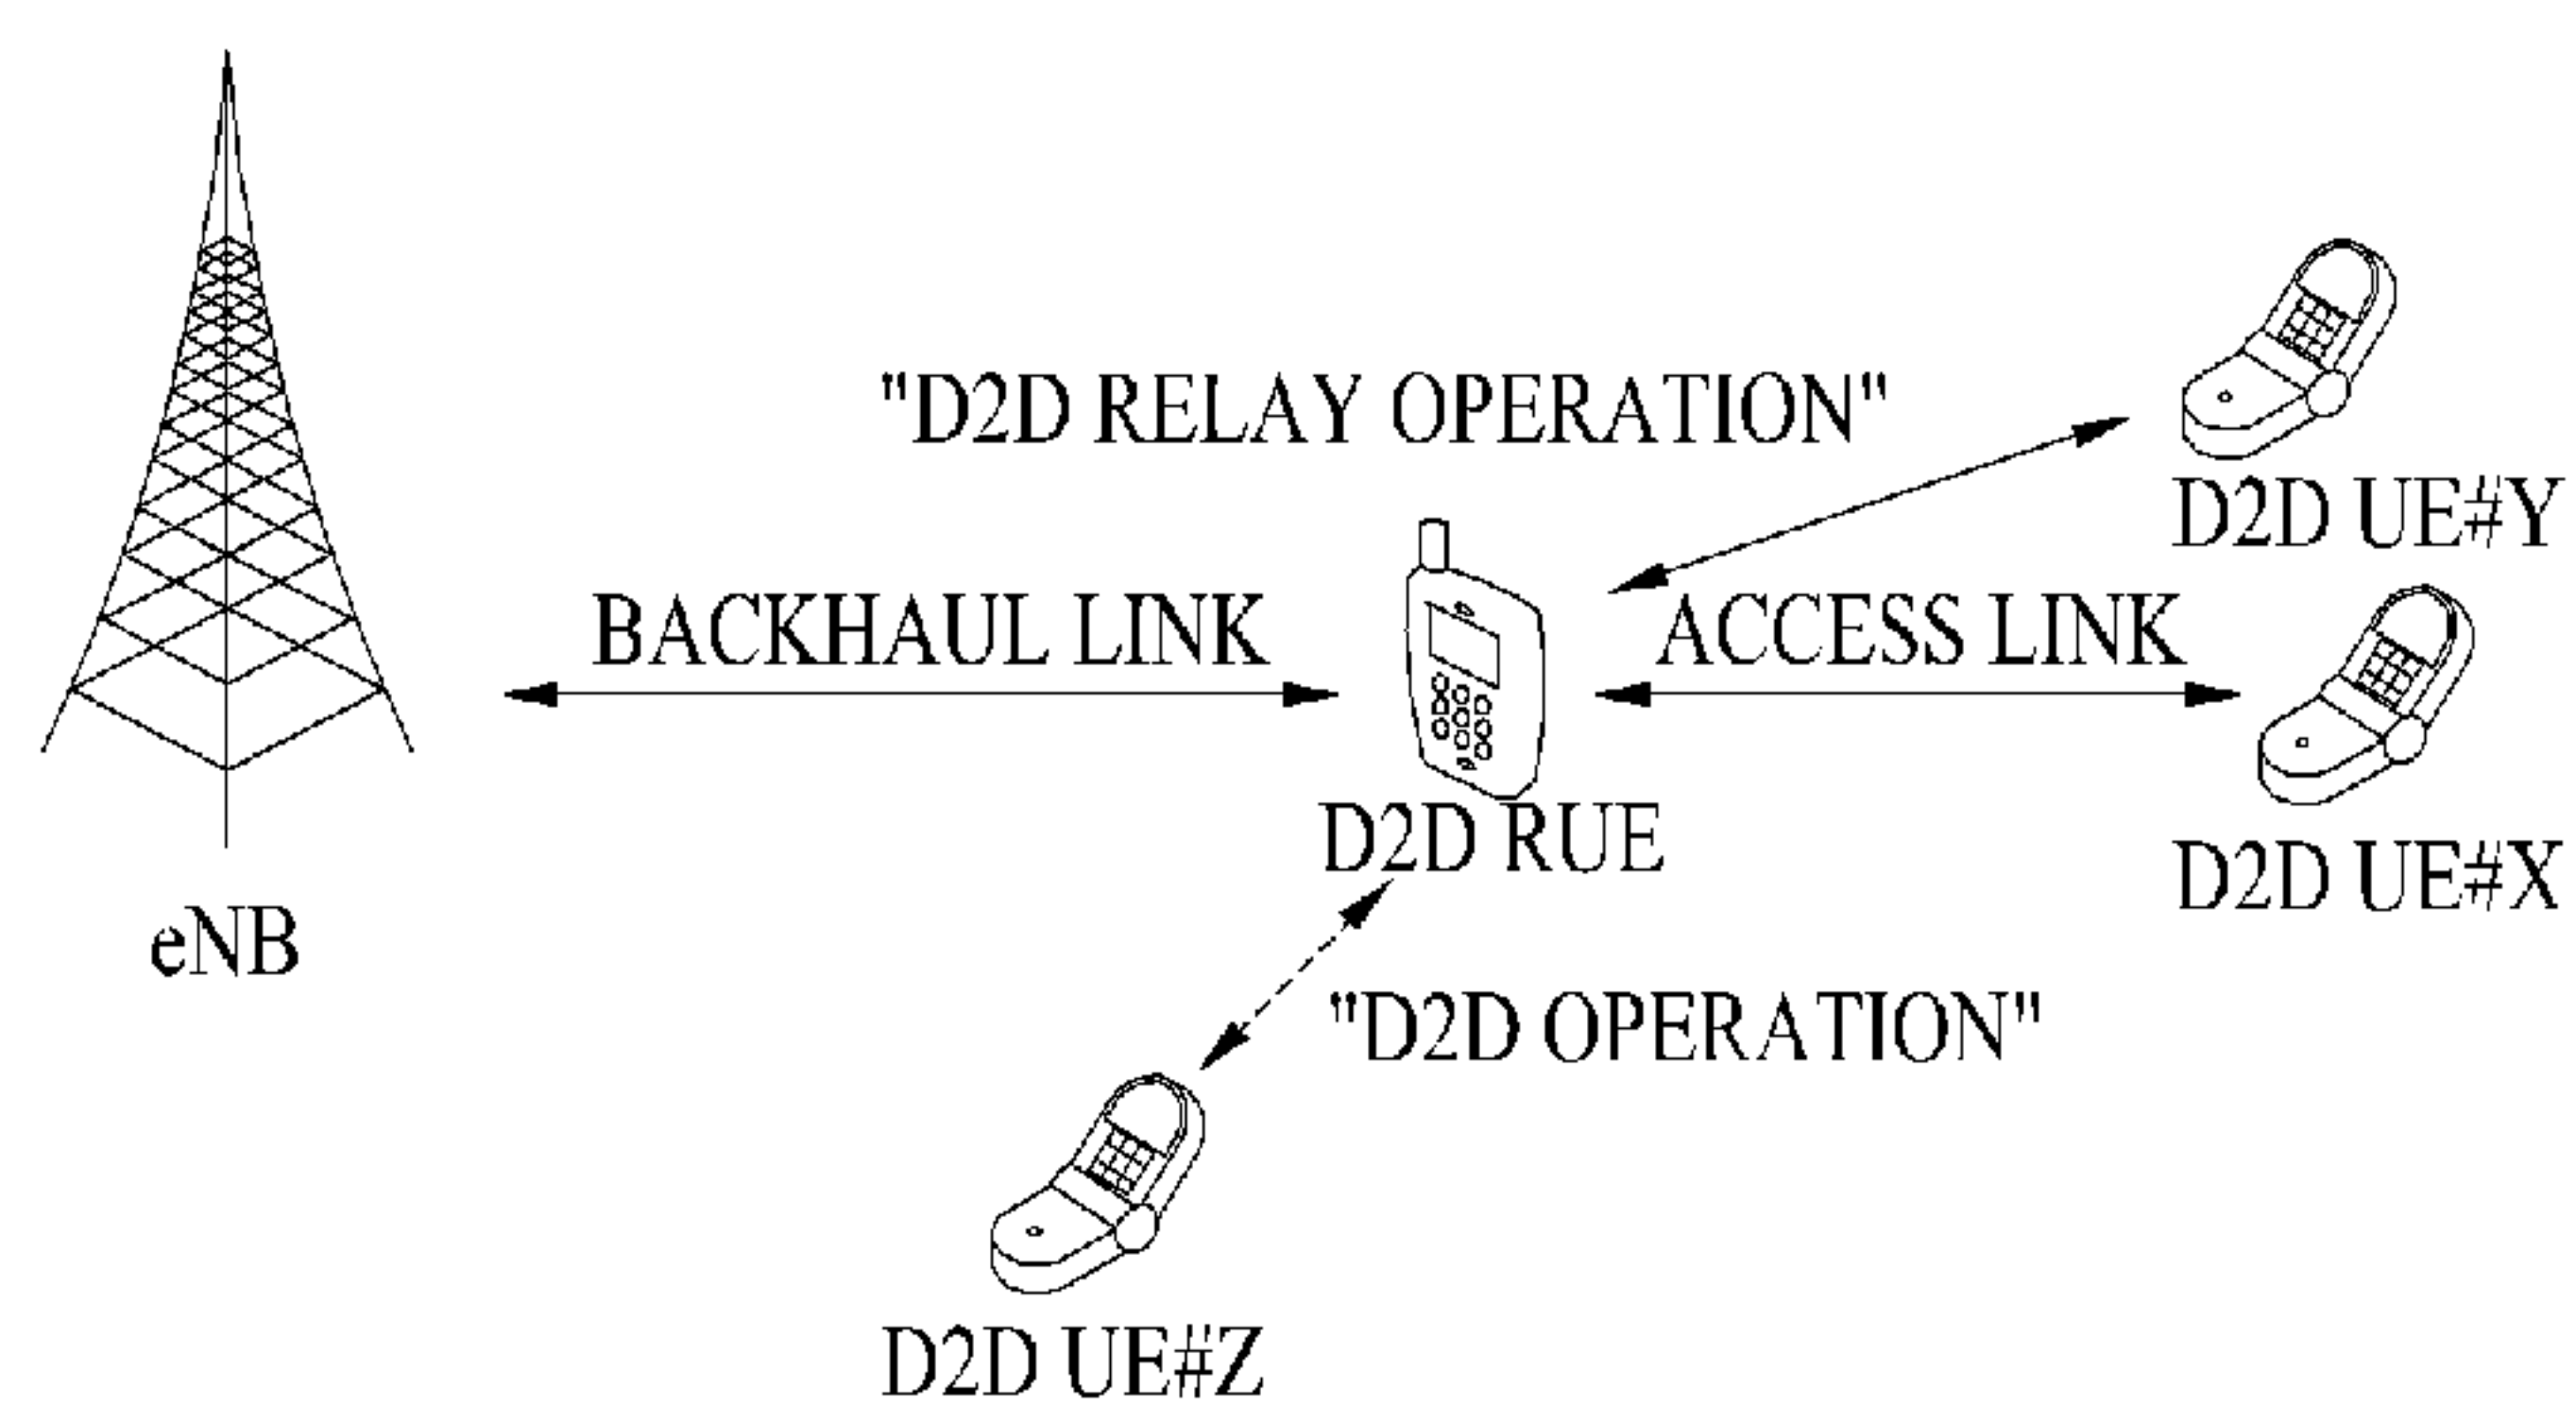 "D2D RELAY OPERATION"
D2D UE#Y
BACKHAUL LINK
ACCESS LINK
D2D RUE
D2D UE#X
eNB
"D2D OPERATION"
D2D UE#Z